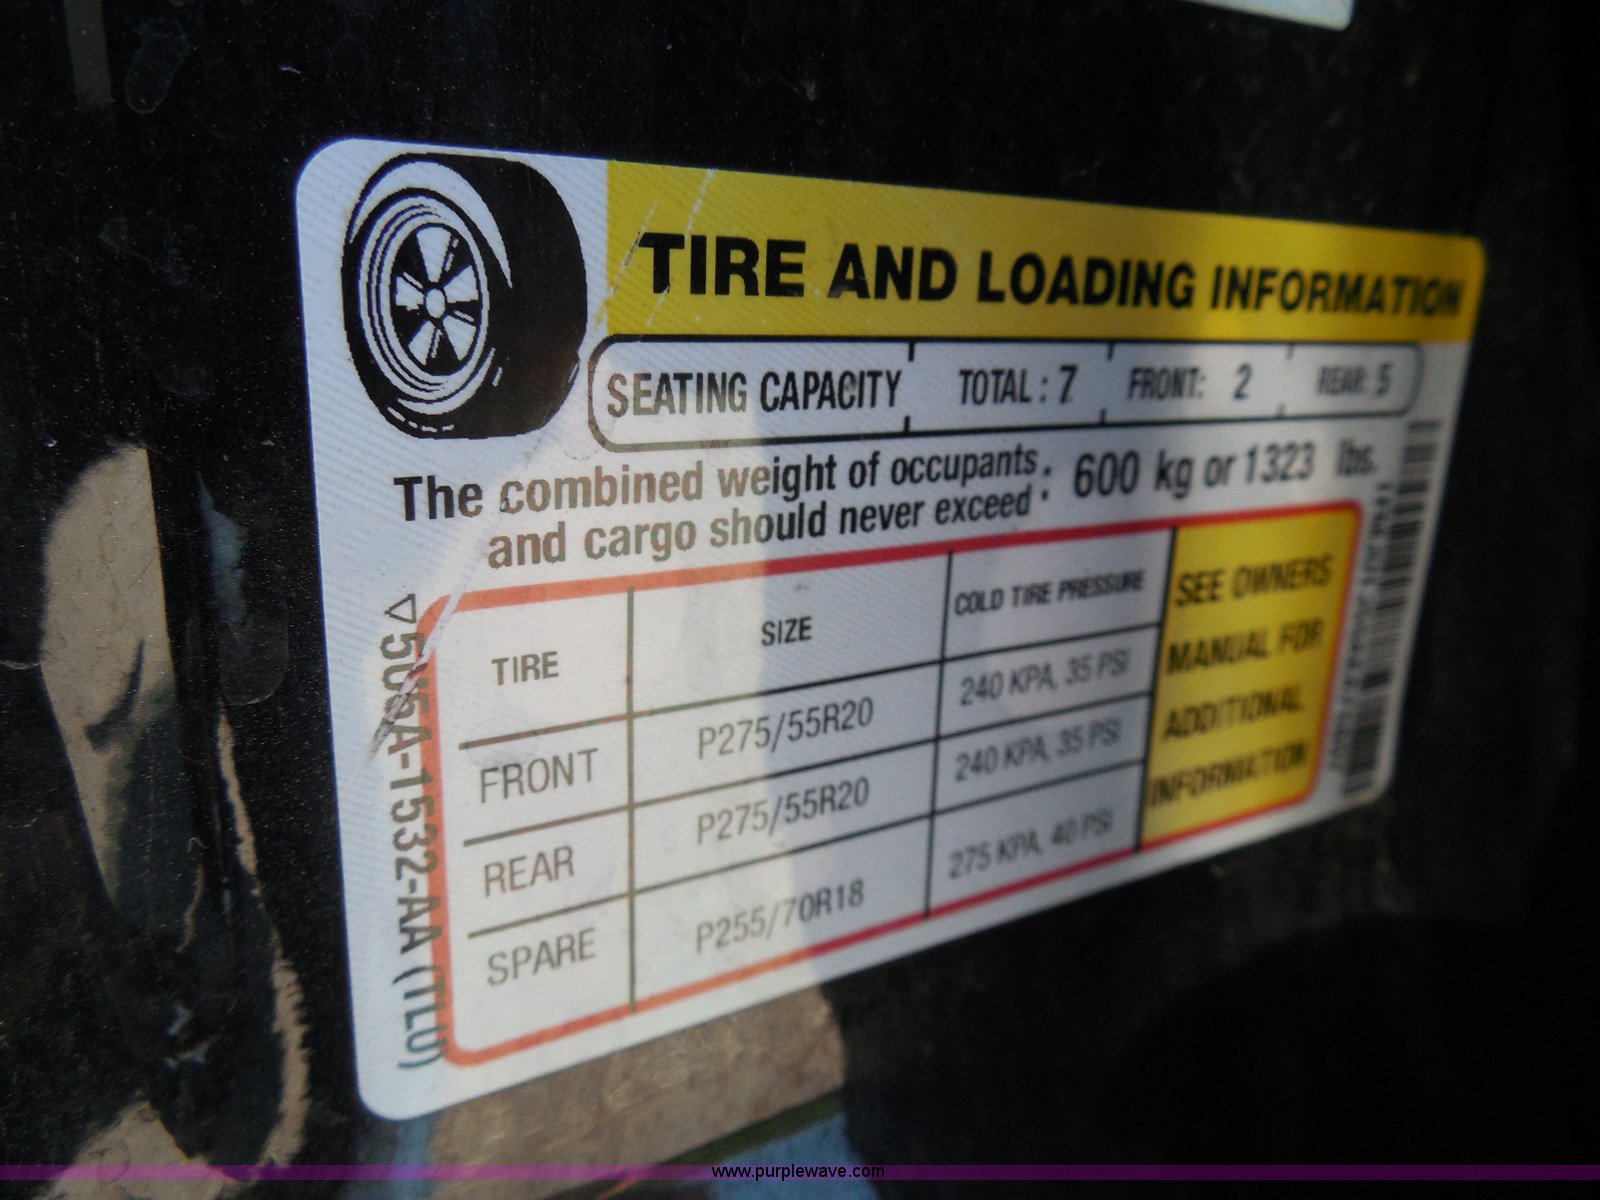 TIRE AND LOADING INFORMATION
SEATING CAPACITY TOTAL: 7 FRONT: 2 REAR: 5
The combined weight of occupants
and cargo should never exceed : 600 kg or 1323 lbs.
TIRE SIZE COLD TIRE PRESSURE
FRONT P275/55R20 240 KPA, 35 PSI
REAR P275/55R20 240 KPA, 35 PSI
SPARE P255/70R18 275 KPA, 40 PSI
SEE OWNERS
MANUAL FOR
ADDITIONAL
INFORMATION
5U5A-1532-AA (TLU)
www.purplewave.com